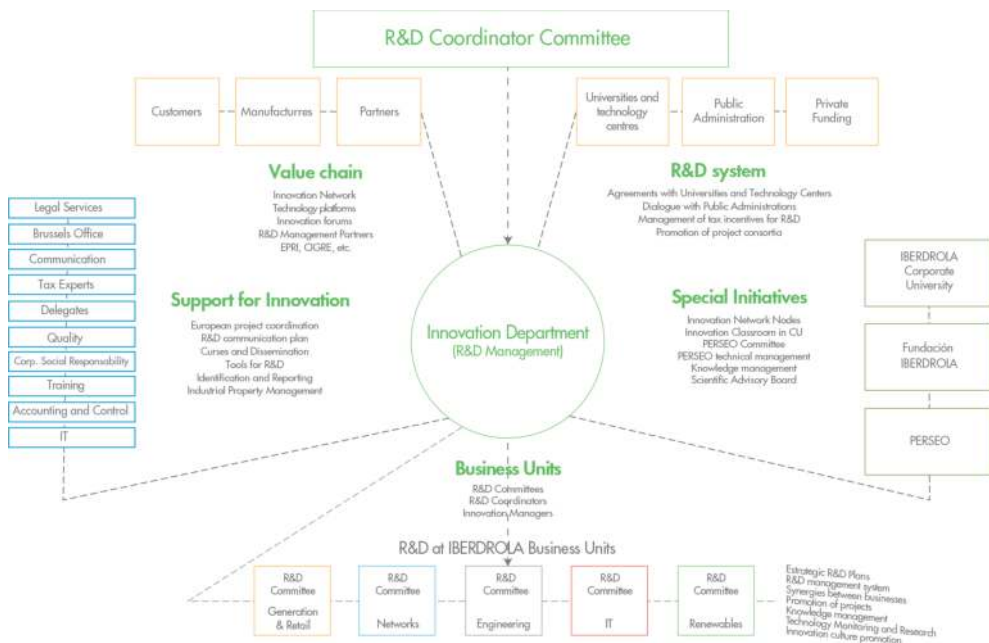 R&D Coordinator Committee
Customers
Manufacturres
Partners
Universities and
technology
centres
Public
Administration
Private
Funding
Value chain
Innovation Network
Technology platforms
Innovation forums
R&D Management Partners
EPRI, CIGRE, etc.
R&D system
Agreements with Universities and Technology Centers
Dialogue with Public Administrations
Management of tax incentives for R&D
Promotion of project consortia
Legal Services
Brussels Office
Communication
Tax Experts
Delegates
Quality
Corp. Social Responsability
Training
Accounting and Control
IT
Support for Innovation
European project coordination
R&D communication plan
Curses and Dissemination
Tools for R&D
Identification and Reporting
Industrial Property Management
Innovation Department
(R&D Management)
Special Initiatives
Innovation Network Nodes
Innovation Classroom in CU
PERSEO Committee
PERSEO technical management
Knowledge management
Scientific Advisory Board
IBERDROLA
Corporate
University
Fundación
IBERDROLA
PERSEO
Business Units
R&D Committees
R&D Coordinators
Innovation Managers
R&D at IBERDROLA Business Units
R&D
Committee
Generation
& Retail
R&D
Committee
Networks
R&D
Committee
Engineering
R&D
Committee
IT
R&D
Committee
Renewables
Estrategic R&D Plans
R&D management system
Synergies between businesses
Promotion of projects
Knowledge management
Technology Monitoring and Research
Innovation culture promotion